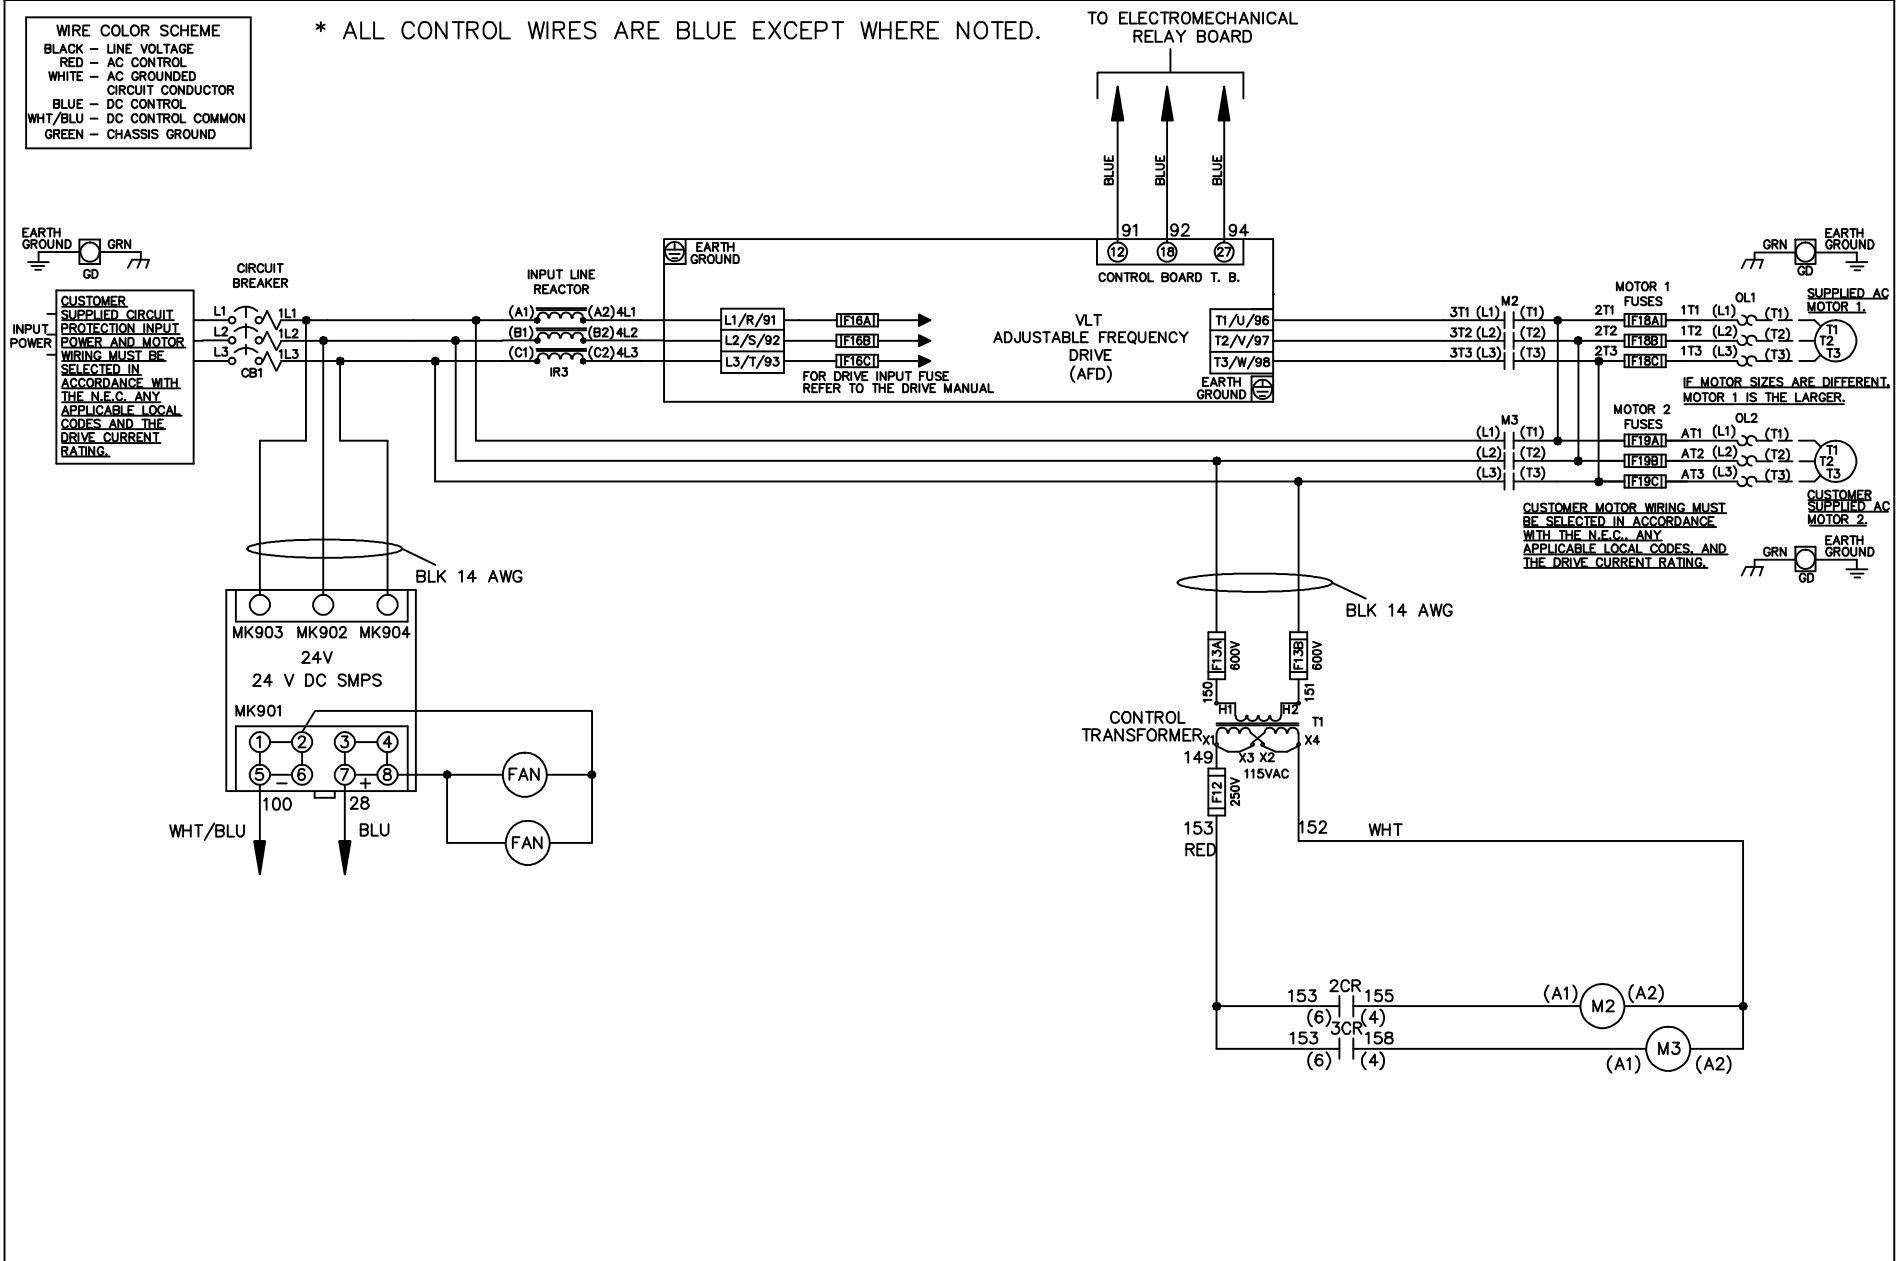 WIRE COLOR SCHEME
BLACK – LINE VOLTAGE
RED – AC CONTROL
WHITE – AC GROUNDED
CIRCUIT CONDUCTOR
BLUE – DC CONTROL
WHT/BLU – DC CONTROL COMMON
GREEN – CHASSIS GROUND
* ALL CONTROL WIRES ARE BLUE EXCEPT WHERE NOTED.
TO ELECTROMECHANICAL
RELAY BOARD
BLUE
BLUE
BLUE
91
92
94
12
18
27
CONTROL BOARD T. B.
EARTH
GROUND
GRN
GD
INPUT
POWER
CUSTOMER
SUPPLIED CIRCUIT
PROTECTION INPUT
POWER AND MOTOR
WIRING MUST BE
SELECTED IN
ACCORDANCE WITH
THE N.E.C. ANY
APPLICABLE LOCAL
CODES AND THE
DRIVE CURRENT
RATING.
CIRCUIT
BREAKER
L1 1L1
L2 1L2
L3 1L3
CB1
INPUT LINE
REACTOR
(A1) (A2) 4L1
(B1) (B2) 4L2
(C1) (C2) 4L3
IR3
EARTH
GROUND
L1/R/91
L2/S/92
L3/T/93
F16A
F16B
F16C
FOR DRIVE INPUT FUSE
REFER TO THE DRIVE MANUAL
VLT
ADJUSTABLE FREQUENCY
DRIVE
(AFD)
T1/U/96
T2/V/97
T3/W/98
EARTH
GROUND
M2
3T1 (L1) (T1)
3T2 (L2) (T2)
3T3 (L3) (T3)
MOTOR 1
FUSES
2T1 F18A 1T1 (L1) (T1)
2T2 F18B 1T2 (L2) (T2)
2T3 F18C 1T3 (L3) (T3)
OL1
GRN
GD
EARTH
GROUND
SUPPLIED AC
MOTOR 1.
T1
T2
T3
IF MOTOR SIZES ARE DIFFERENT,
MOTOR 1 IS THE LARGER.
M3
(L1) (T1)
(L2) (T2)
(L3) (T3)
MOTOR 2
FUSES
F19A AT1 (L1) (T1)
F19B AT2 (L2) (T2)
F19C AT3 (L3) (T3)
OL2
T1
T2
T3
CUSTOMER
SUPPLIED AC
MOTOR 2.
CUSTOMER MOTOR WIRING MUST
BE SELECTED IN ACCORDANCE
WITH THE N.E.C., ANY
APPLICABLE LOCAL CODES, AND
THE DRIVE CURRENT RATING.
GRN
GD
EARTH
GROUND
BLK 14 AWG
MK903 MK902 MK904
24V
24 V DC SMPS
MK901
1 2 3 4
5 – 6 7 + 8
100
28
WHT/BLU
BLU
FAN
FAN
BLK 14 AWG
F13A
600V
F13B
600V
150
151
H1
H2
T1
CONTROL
TRANSFORMER
X1
X4
X3 X2
149
115VAC
F12
250V
153
RED
152
WHT
2CR
153 155
(6) (4)
(A1) M2 (A2)
3CR
153 158
(6) (4)
(A1) M3 (A2)